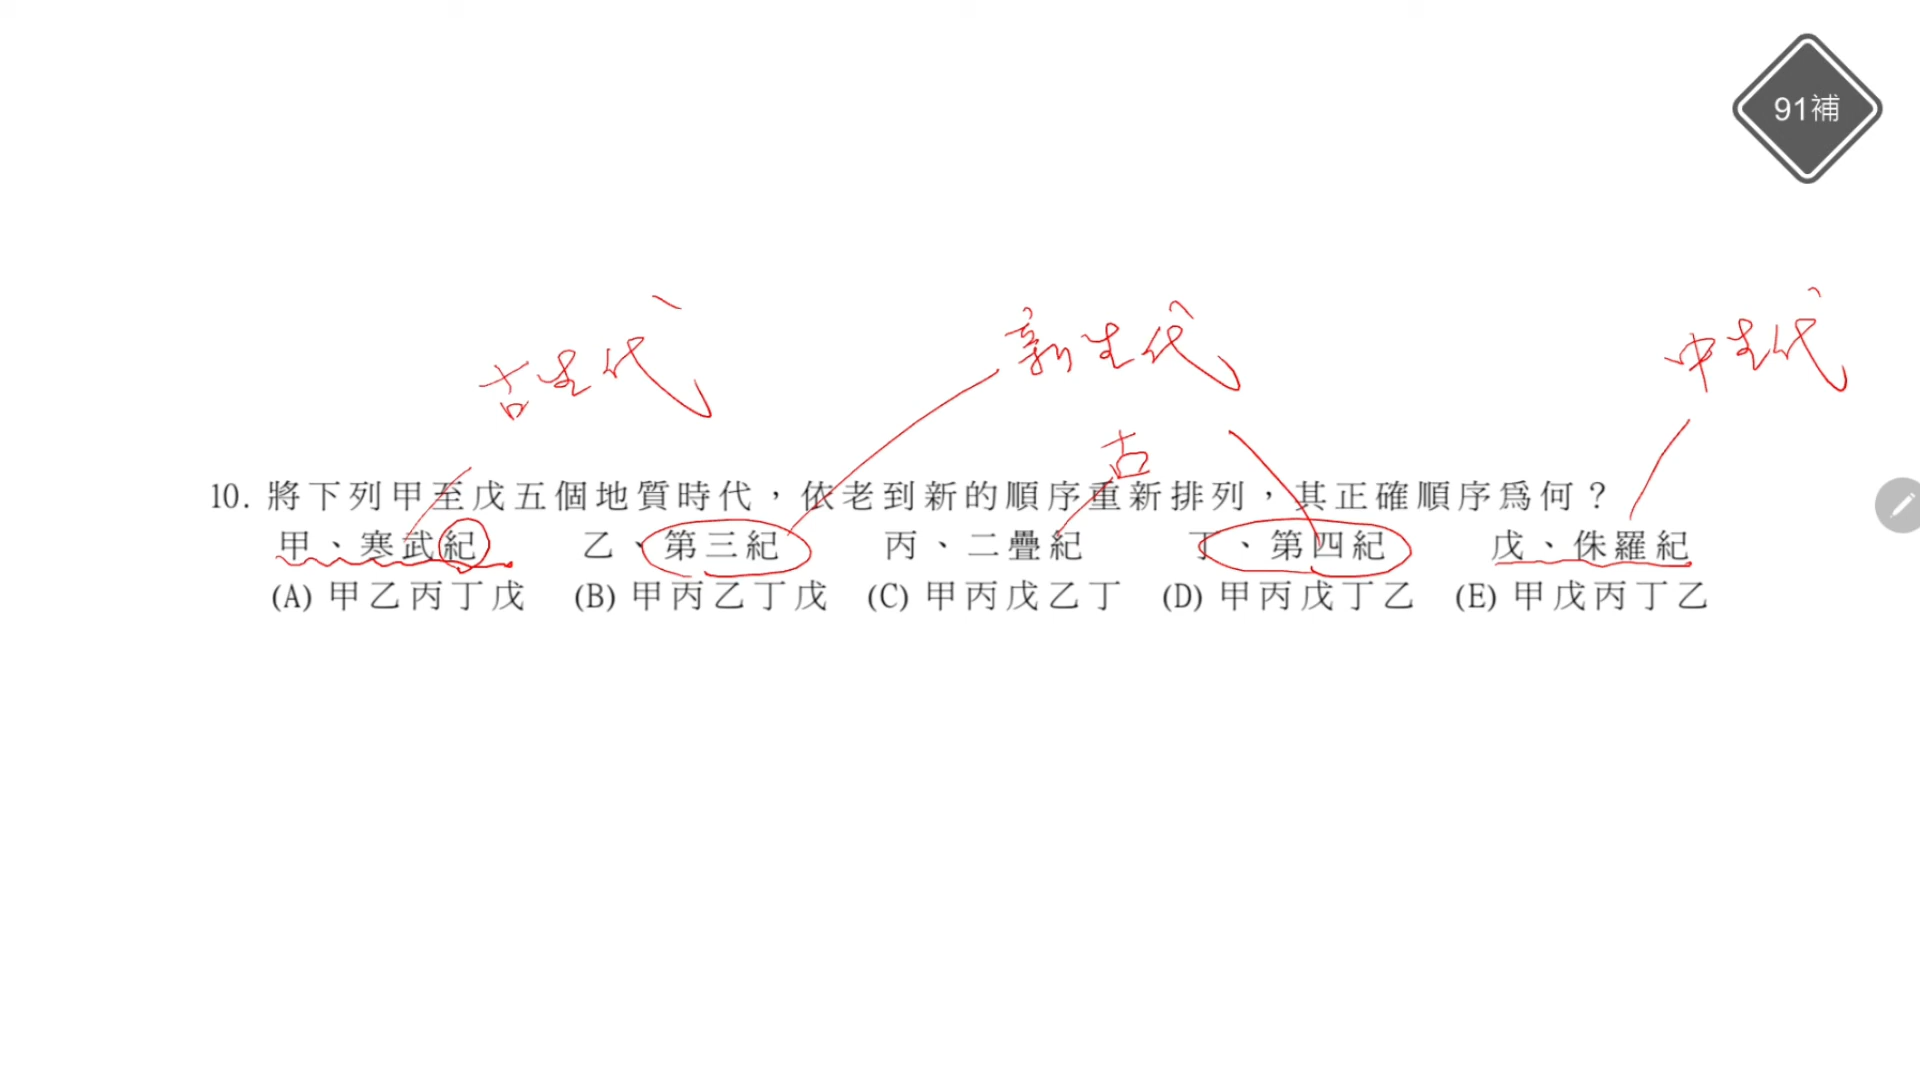 91補
古生代
新生代
中生代
古
10. 將下列甲至戊五個地質時代，依老到新的順序重新排列，其正確順序為何？
甲、寒武紀 乙、第三紀 丙、二疊紀 丁、第四紀 戊、侏羅紀
(A) 甲乙丙丁戊 (B) 甲丙乙丁戊 (C) 甲丙戊乙丁 (D) 甲丙戊丁乙 (E) 甲戊丙丁乙